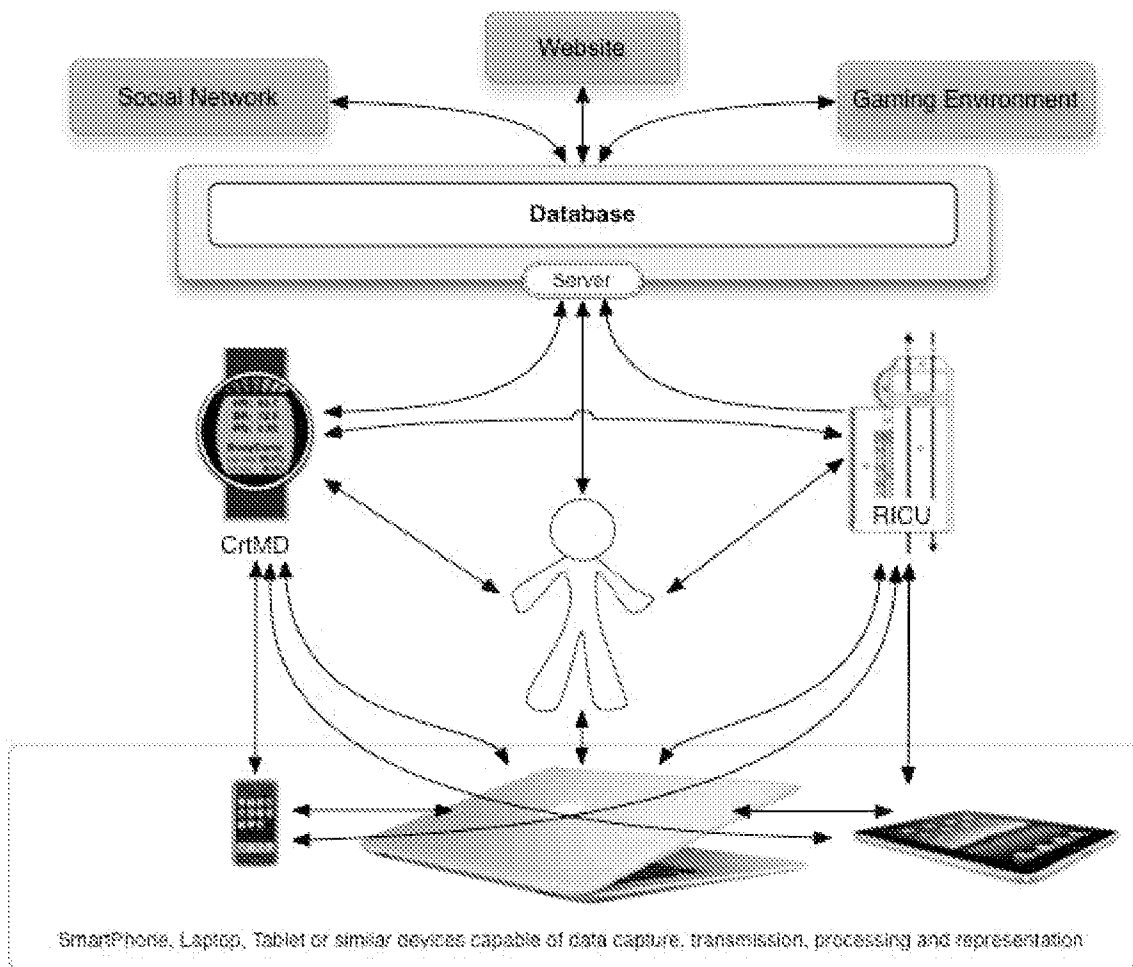 Website
Social Network
Gaming Environment
Database
Server
CrtMD
RICU
SmartPhone, Laptop, Tablet or similar devices capable of data capture, transmission, processing and representation